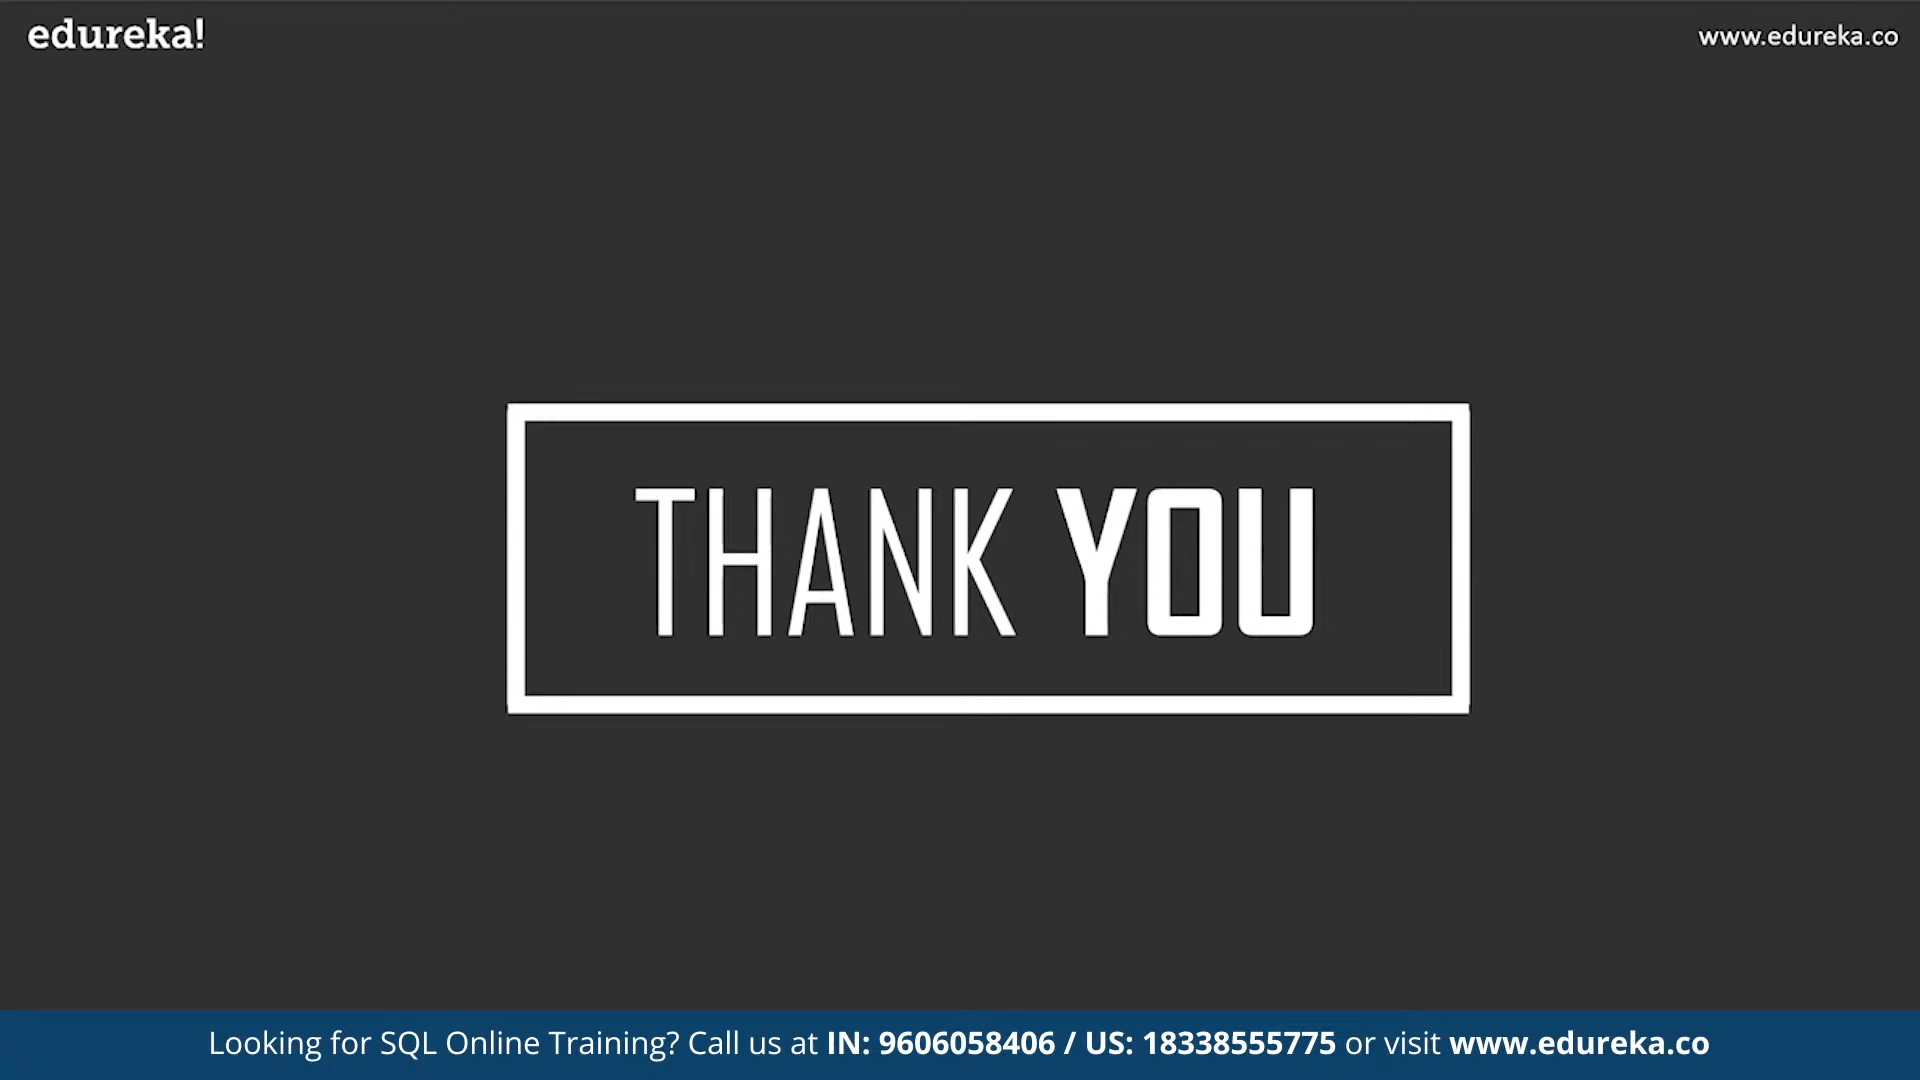 edureka!
www.edureka.co
THANK YOU
Looking for SQL Online Training? Call us at IN: 9606058406 / US: 18338555775 or visit www.edureka.co